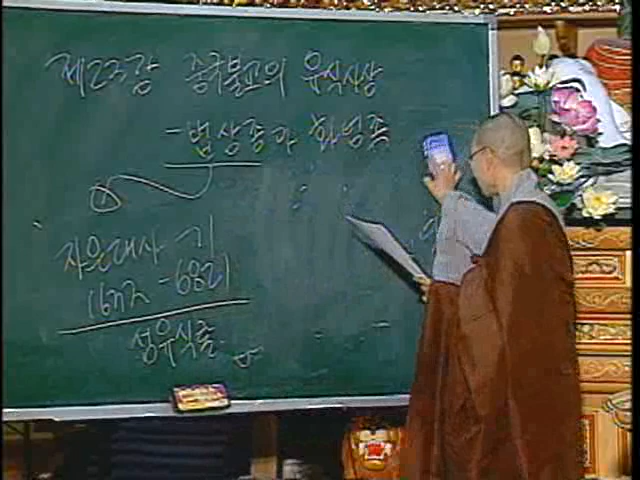 제23강 중국불교의 유식사상
- 법상종과 화엄종
자은대사 기
(632 - 682)
성유식론